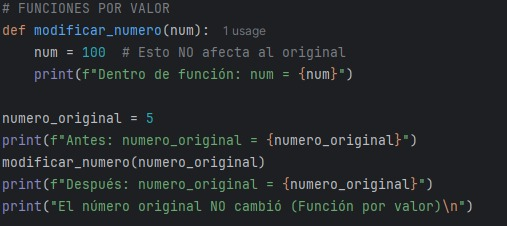 # FUNCIONES POR VALOR
def modificar_numero(num): 1 usage
    num = 100  # Esto NO afecta al original
    print(f"Dentro de función: num = {num}")

numero_original = 5
print(f"Antes: numero_original = {numero_original}")
modificar_numero(numero_original)
print(f"Después: numero_original = {numero_original}")
print("El número original NO cambió (Función por valor)\n")